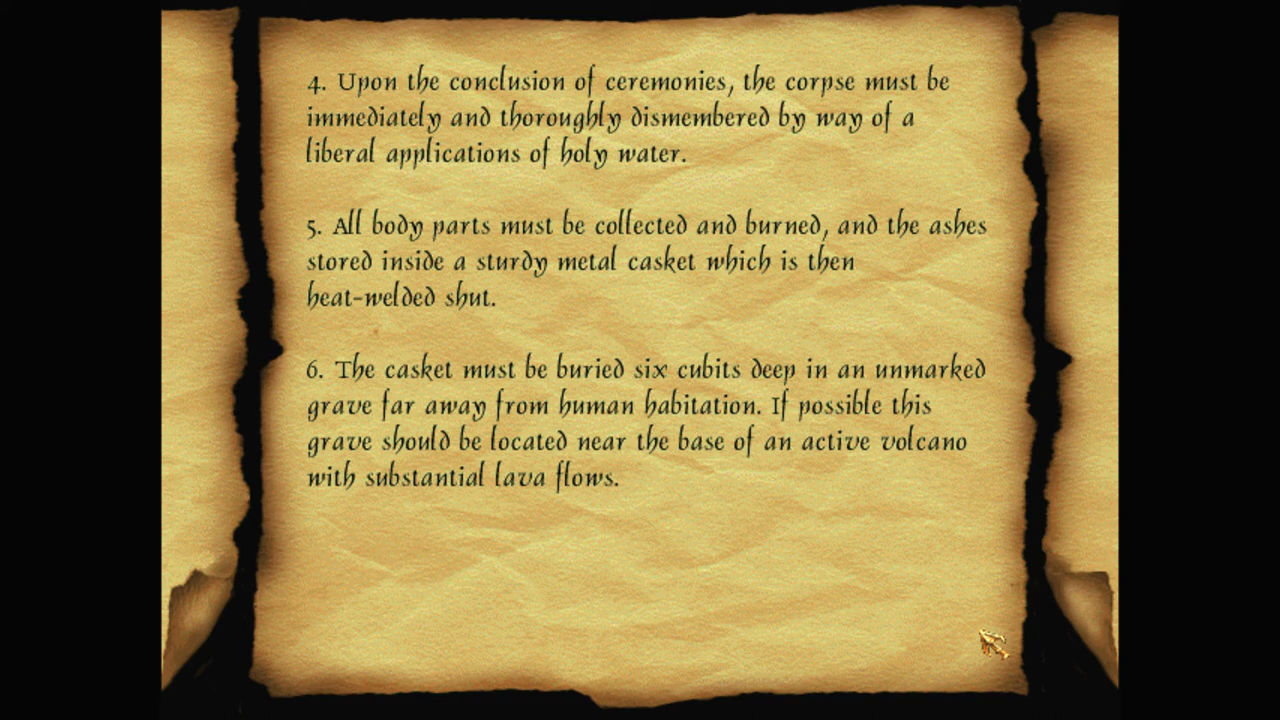 4. Upon the conclusion of ceremonies, the corpse must be
immediately and thoroughly dismembered by way of a
liberal applications of holy water.
5. All body parts must be collected and burned, and the ashes
stored inside a sturdy metal casket which is then
heat-welded shut.
6. The casket must be buried six cubits deep in an unmarked
grave far away from human habitation. If possible this
grave should be located near the base of an active volcano
with substantial lava flows.